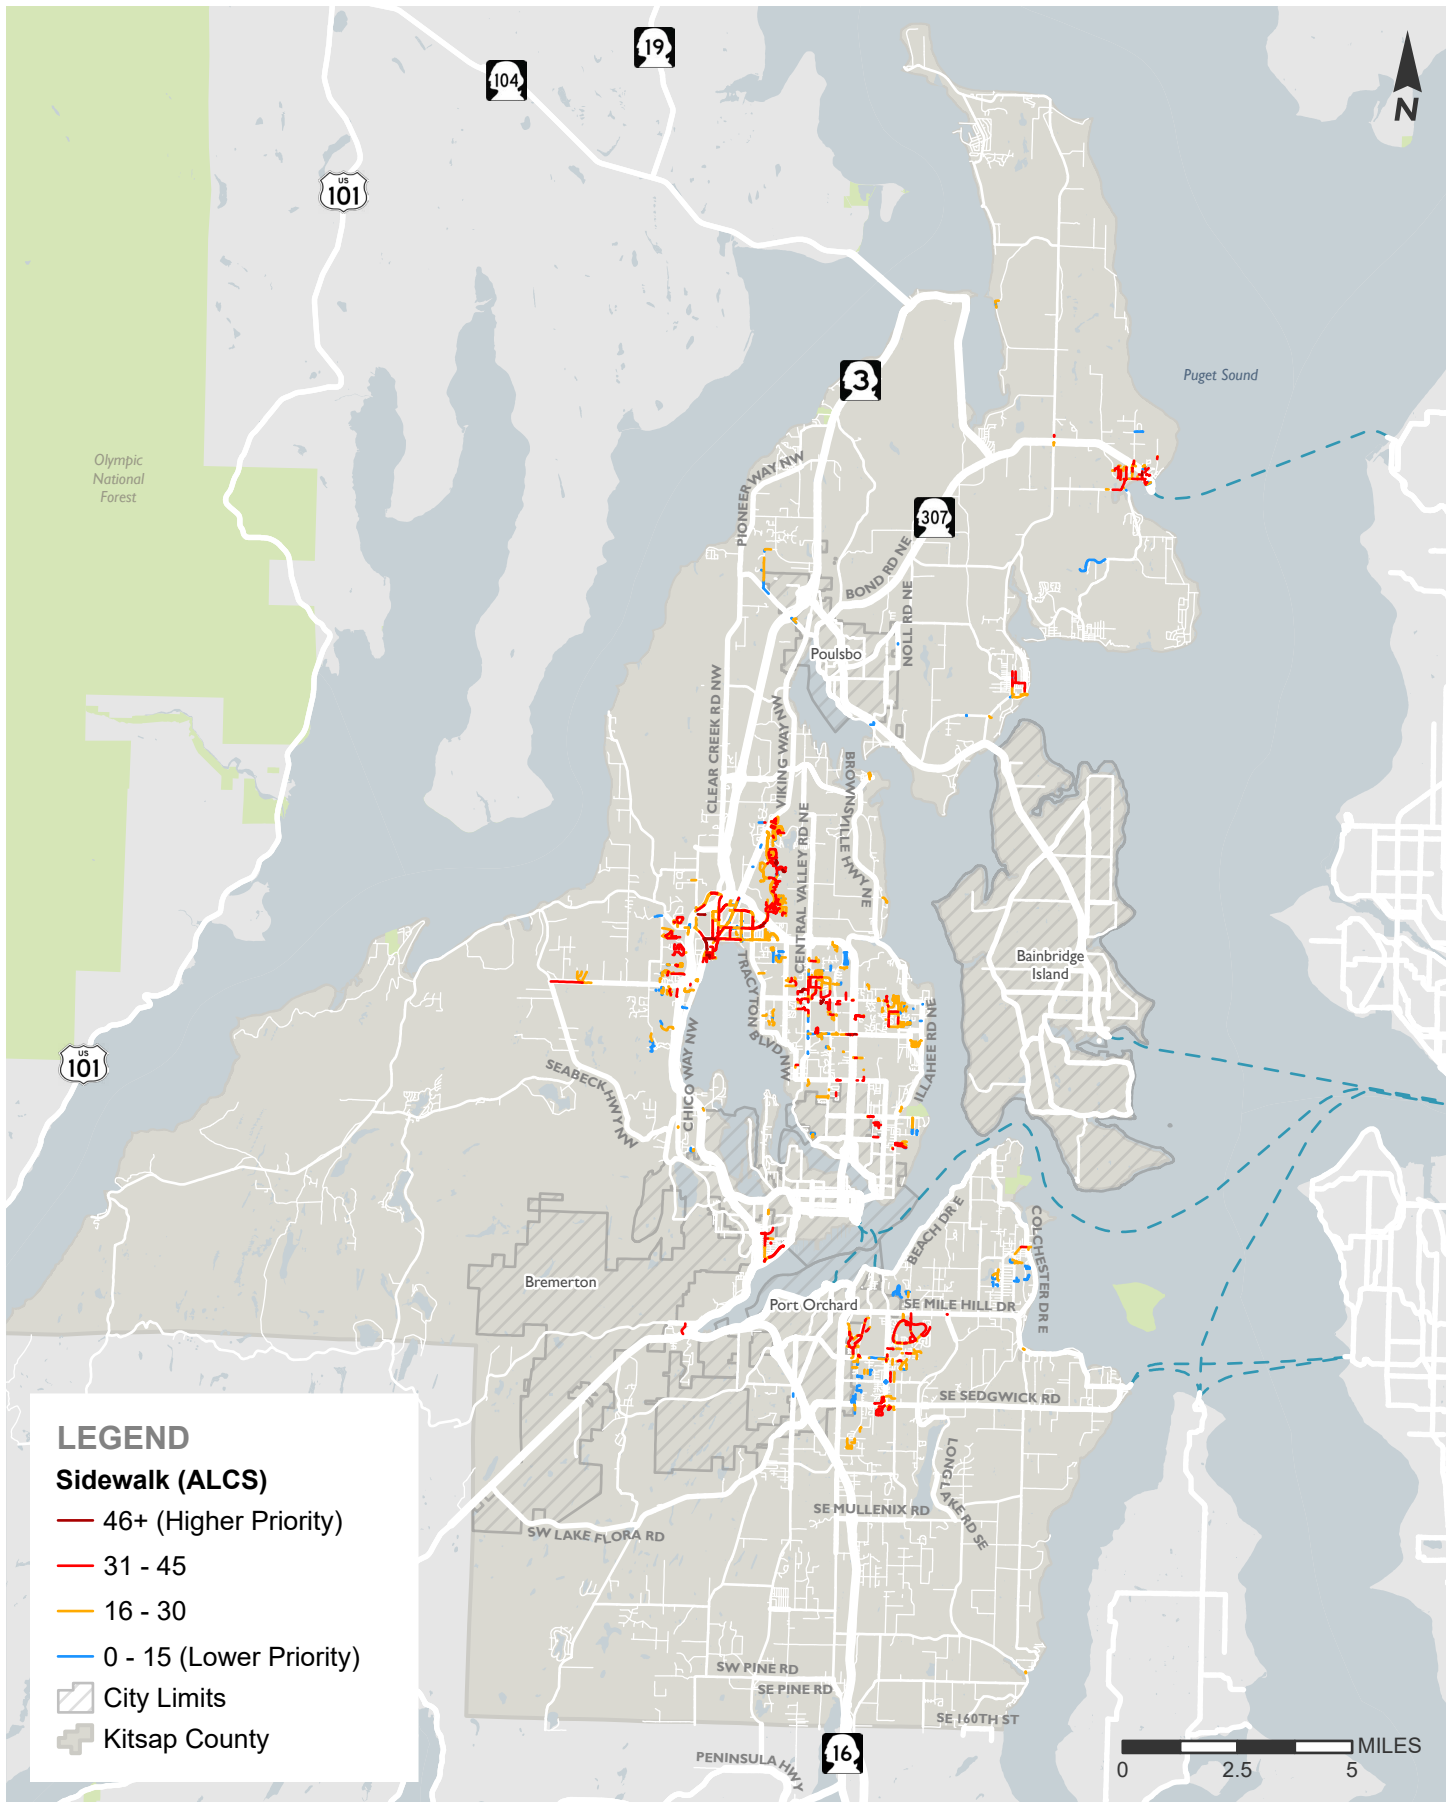 19
104
N
US
101
3
Puget Sound
Olympic
National
Forest
PIONEER WAY NW
307
BOND RD NE
NOLL RD NE
Poulsbo
CLEAR CREEK RD NW
VIKING WAY NW
BROWNSVILLE HWY NE
CENTRAL VALLEY RD NE
Bainbridge
Island
TRACYTON BLVD NW
ILLAHEE RD NE
CHICO WAY NW
US
101
SEABECK HWY NW
BEACH DR E
COLCHESTER DR E
Bremerton
Port Orchard
SE MILE HILL DR
SE SEDGWICK RD
LONG LAKE RD SE
SE MULLENIX RD
SW LAKE FLORA RD
SW PINE RD
SE PINE RD
SE 160TH ST
PENINSULA HWY
16
LEGEND
Sidewalk (ALCS)
46+ (Higher Priority)
31 - 45
16 - 30
0 - 15 (Lower Priority)
City Limits
Kitsap County
MILES
0 2.5 5